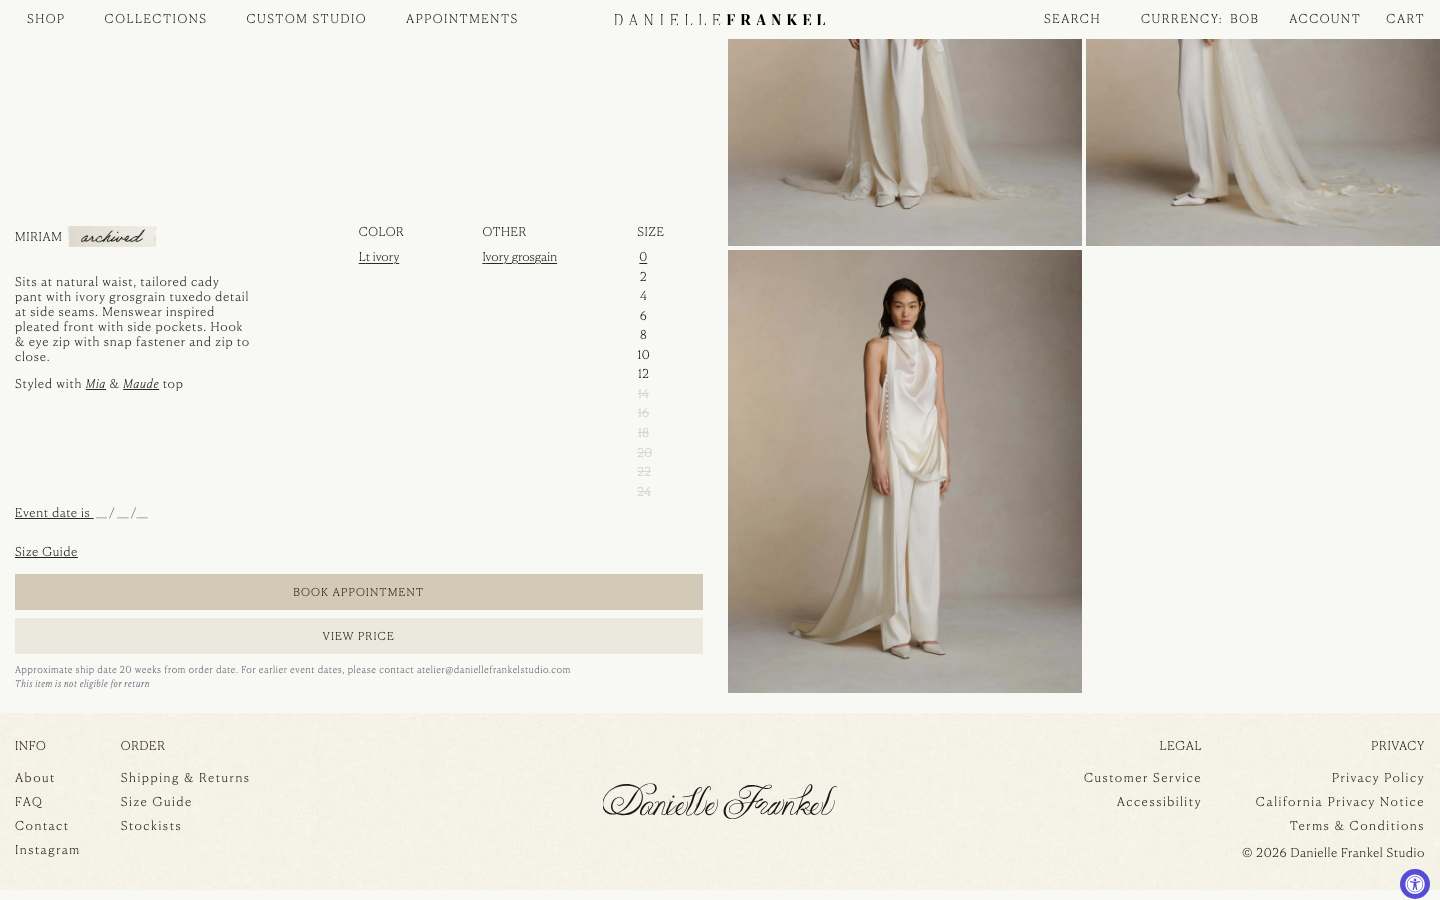 SHOP COLLECTIONS CUSTOM STUDIO APPOINTMENTS DANIELLEFRANKEL SEARCH CURRENCY: BOB ACCOUNT CART
MIRIAM archived
Sits at natural waist, tailored cady
pant with ivory grosgrain tuxedo detail
at side seams. Menswear inspired
pleated front with side pockets. Hook
& eye zip with snap fastener and zip to
close.
Styled with Mia & Maude top
COLOR
Lt ivory
OTHER
Ivory grosgain
SIZE
0
2
4
6
8
10
12
14
16
18
20
22
24
Event date is __/__/__
Size Guide
BOOK APPOINTMENT
VIEW PRICE
Approximate ship date 20 weeks from order date. For earlier event dates, please contact atelier@daniellefrankelstudio.com
This item is not eligible for return
INFO
About
FAQ
Contact
Instagram
ORDER
Shipping & Returns
Size Guide
Stockists
Danielle Frankel
LEGAL
Customer Service
Accessibility
PRIVACY
Privacy Policy
California Privacy Notice
Terms & Conditions
© 2026 Danielle Frankel Studio